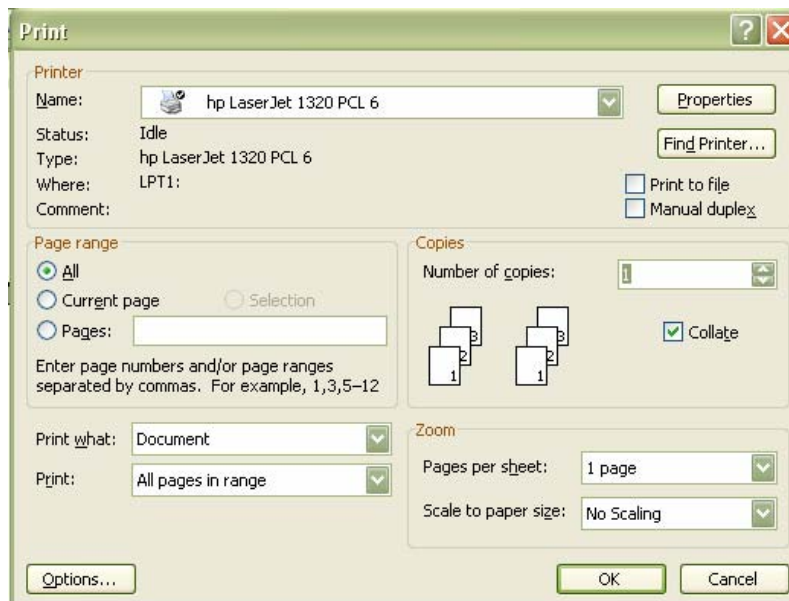 Print
Printer
Name: hp LaserJet 1320 PCL 6 Properties
Status: Idle
Find Printer...
Type: hp LaserJet 1320 PCL 6
Where: LPT1: Print to file
Comment: Manual duplex
Page range
All
Current page Selection
Pages:
Enter page numbers and/or page ranges
separated by commas. For example, 1,3,5–12
Copies
Number of copies: 1
1 2 3 1 2 3 Collate
Print what: Document
Print: All pages in range
Zoom
Pages per sheet: 1 page
Scale to paper size: No Scaling
Options... OK Cancel